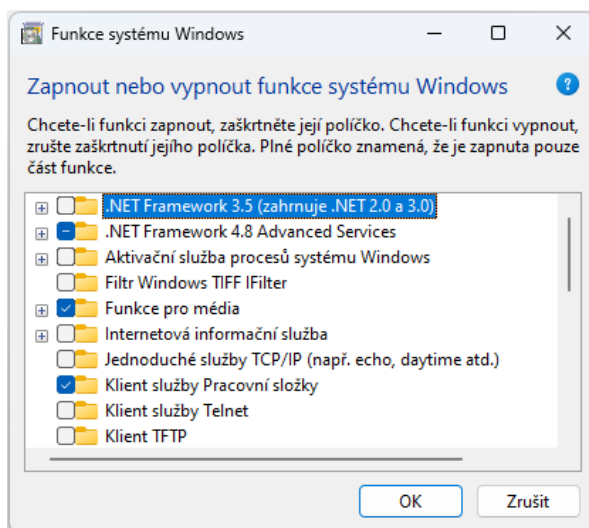 Funkce systému Windows
Zapnout nebo vypnout funkce systému Windows
Chcete-li funkci zapnout, zaškrtněte její políčko. Chcete-li funkci vypnout,
zrušte zaškrtnutí jejího políčka. Plné políčko znamená, že je zapnuta pouze
část funkce.
.NET Framework 3.5 (zahrnuje .NET 2.0 a 3.0)
.NET Framework 4.8 Advanced Services
Aktivační služba procesů systému Windows
Filtr Windows TIFF IFilter
Funkce pro média
Internetová informační služba
Jednoduché služby TCP/IP (např. echo, daytime atd.)
Klient služby Pracovní složky
Klient služby Telnet
Klient TFTP
OK
Zrušit